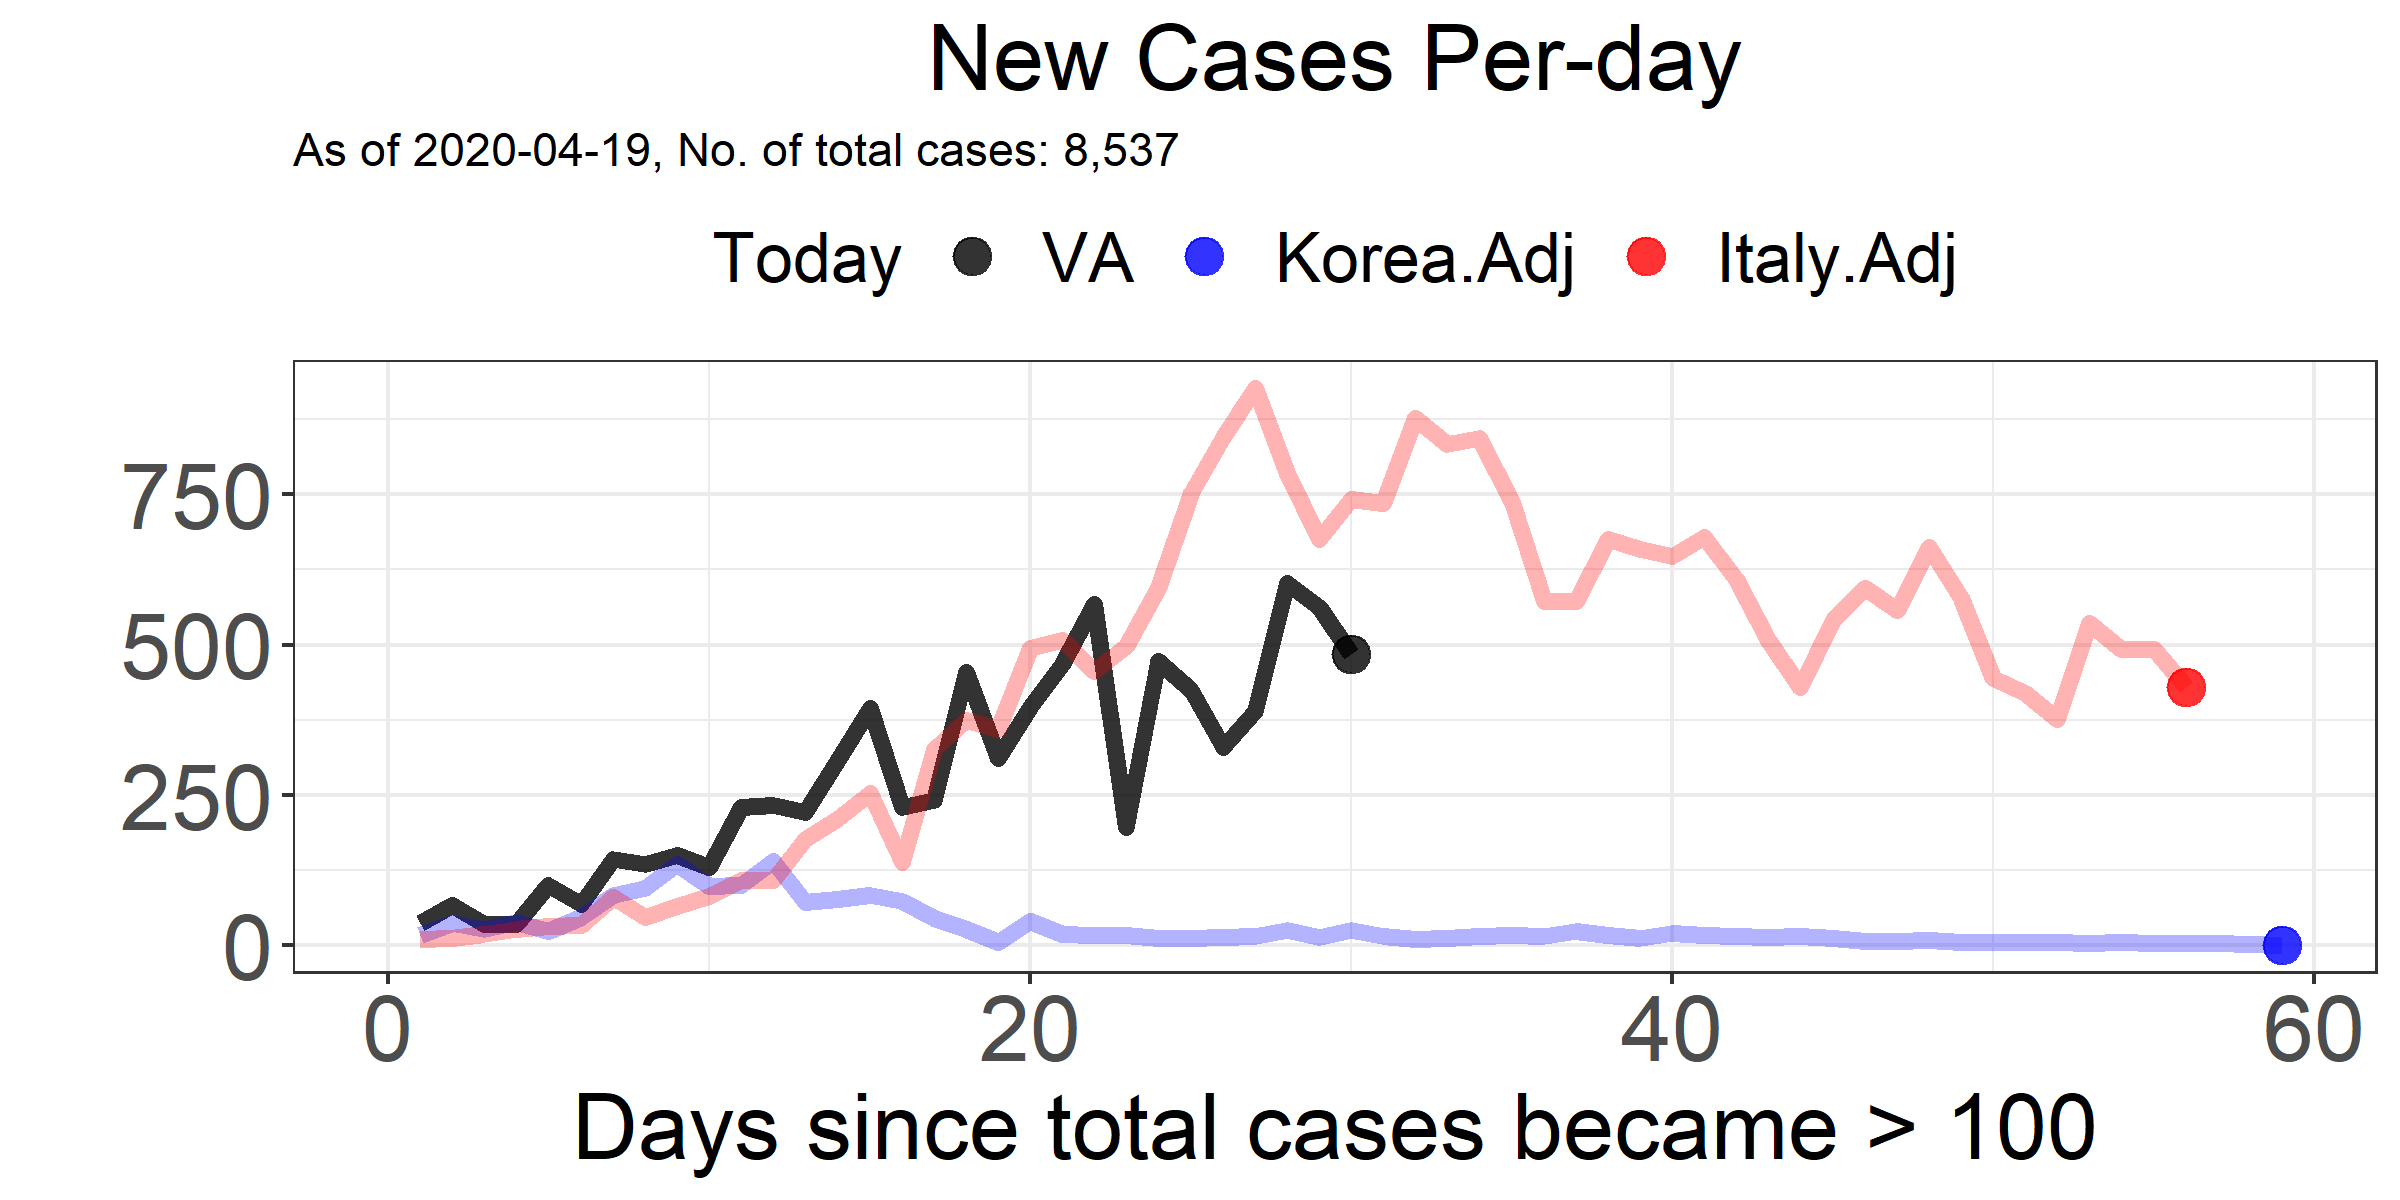 New Cases Per-day
As of 2020-04-19, No. of total cases: 8,537
Today VA Korea.Adj Italy.Adj
750
500
250
0
0 20 40 60
Days since total cases became > 100